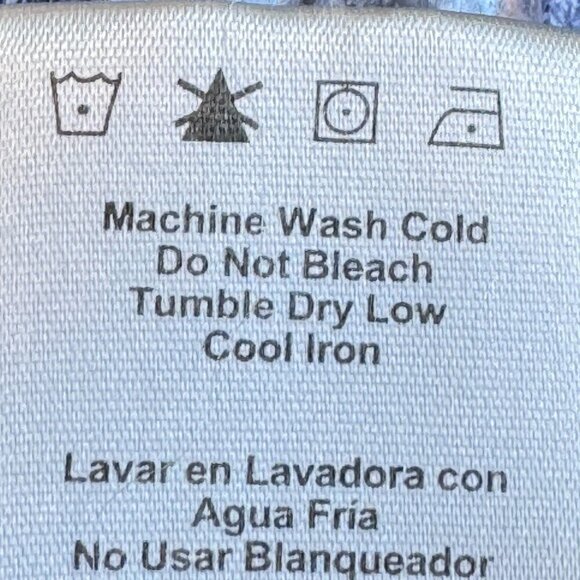 Machine Wash Cold
Do Not Bleach
Tumble Dry Low
Cool Iron
Lavar en Lavadora con
Agua Fría
No Usar Blanqueador